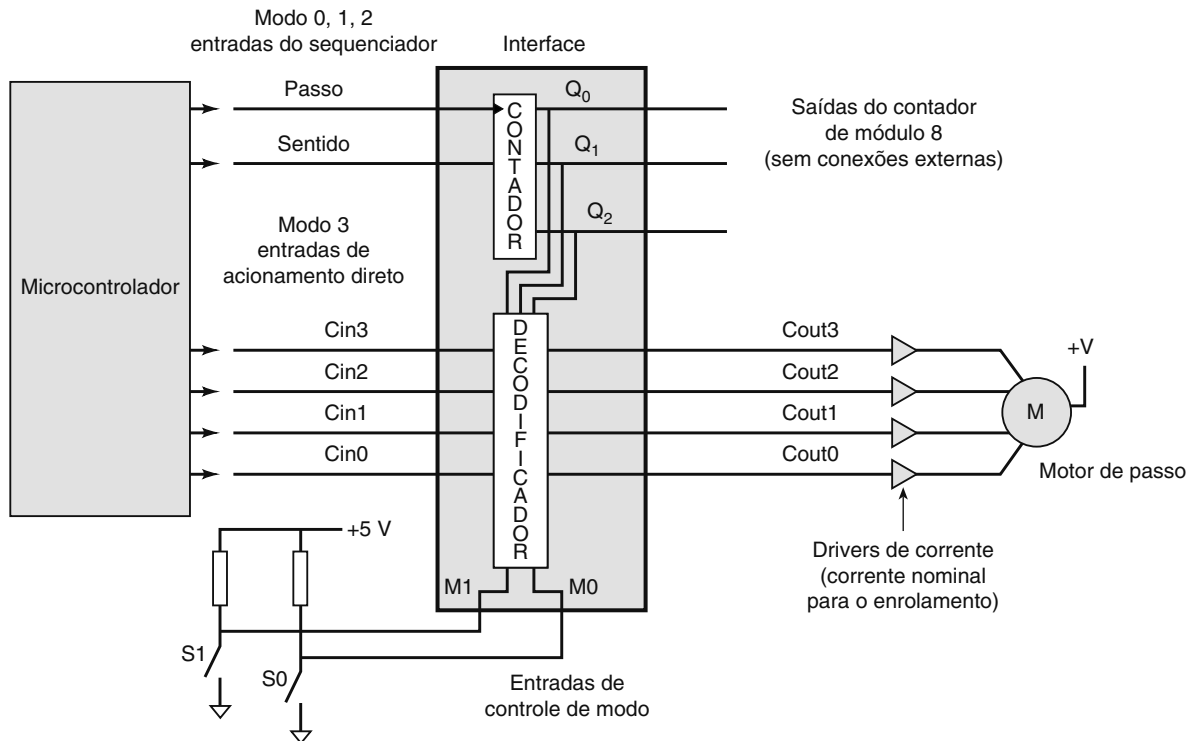 Modo 0, 1, 2
entradas do sequenciador
Interface
Passo
Q0
Saídas do contador
de módulo 8
(sem conexões externas)
Sentido
Q1
CONTADOR
Q2
Modo 3
entradas de
acionamento direto
Microcontrolador
DECODIFICADOR
Cin3
Cout3
+V
Cin2
Cout2
M
Cin1
Cout1
Cin0
Cout0
Motor de passo
+5 V
Drivers de corrente
(corrente nominal
para o enrolamento)
M1
M0
S1
S0
Entradas de
controle de modo